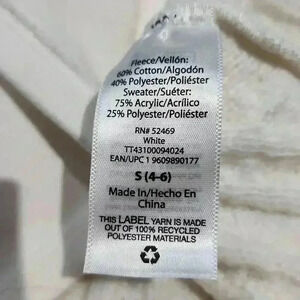 Fleece/Vellón:
60% Cotton/Algodón
40% Polyester/Poliéster
Sweater/Suéter:
75% Acrylic/Acrílico
25% Polyester/Poliéster
RN# 52469
White
TT43100094024
EAN/UPC 1 9609890177
S (4-6)
Made In/Hecho En
China
THIS LABEL YARN IS MADE
OUT OF 100% RECYCLED
POLYESTER MATERIALS